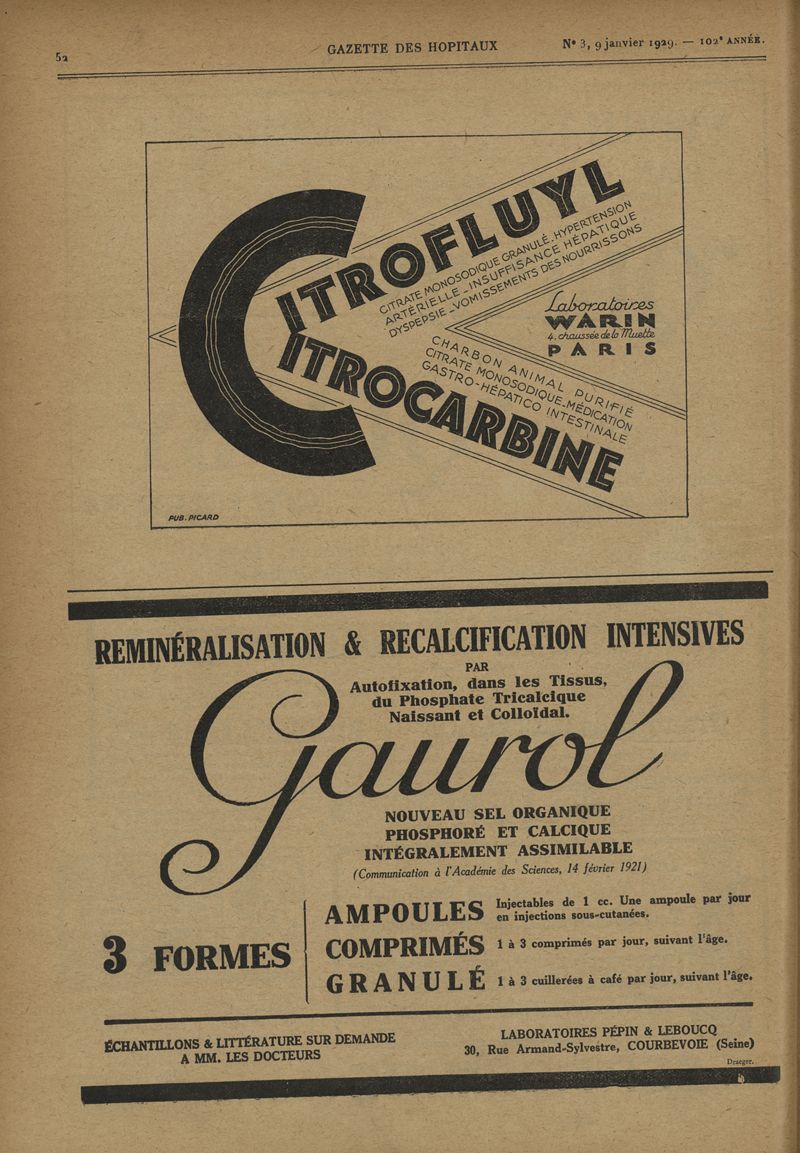 52
GAZETTE DES HOPITAUX
N° 3, 9 janvier 1929. — 102e ANNÉE.
CITROFLUYL
CITRATE MONOSODIQUE GRANULÉ-HYPERTENSION
ARTÉRIELLE-INSUFFISANCE HÉPATIQUE
DYSPEPSIE-VOMISSEMENTS DES NOURRISSONS
Laboratoires
WARIN
4. chaussée de la Muette
PARIS
CHARBON ANIMAL PURIFIÉ
CITRATE MONOSODIQUE-MÉDICATION
GASTRO-HÉPATICO INTESTINALE
CITROCARBINE
PUB. PICARD
REMINÉRALISATION & RECALCIFICATION INTENSIVES
PAR
Autofixation, dans les Tissus,
du Phosphate Tricalcique
Naissant et Colloïdal.
Gaurol
NOUVEAU SEL ORGANIQUE
PHOSPHORÉ ET CALCIQUE
INTÉGRALEMENT ASSIMILABLE
(Communication à l'Académie des Sciences, 14 février 1921)
3 FORMES
AMPOULES Injectables de 1 cc. Une ampoule par jour
en injections sous-cutanées.
COMPRIMÉS 1 à 3 comprimés par jour, suivant l'âge.
GRANULÉ 1 à 3 cuillerées à café par jour, suivant l'âge.
ÉCHANTILLONS & LITTÉRATURE SUR DEMANDE
A MM. LES DOCTEURS
LABORATOIRES PÉPIN & LEBOUCQ
30, Rue Armand-Sylvestre, COURBEVOIE (Seine)
Draeger.